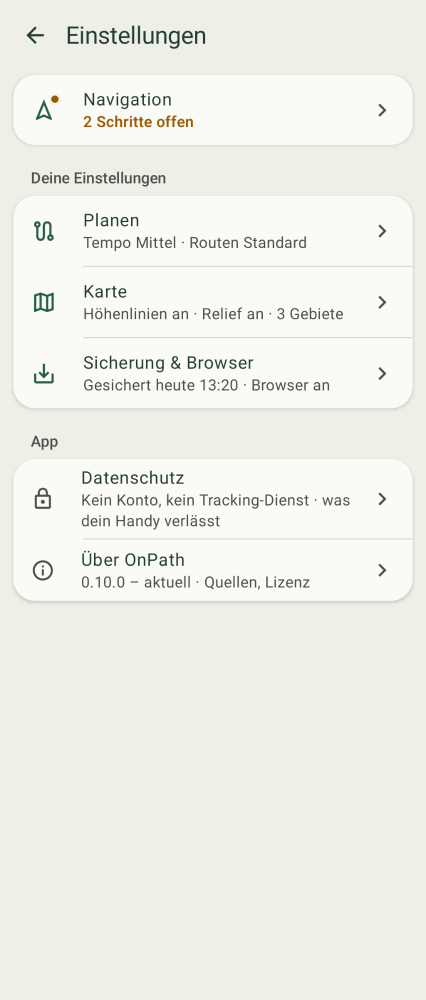 Einstellungen
Navigation
2 Schritte offen
Deine Einstellungen
Planen
Tempo Mittel · Routen Standard
Karte
Höhenlinien an · Relief an · 3 Gebiete
Sicherung & Browser
Gesichert heute 13:20 · Browser an
App
Datenschutz
Kein Konto, kein Tracking-Dienst · was
dein Handy verlässt
Über OnPath
0.10.0 – aktuell · Quellen, Lizenz